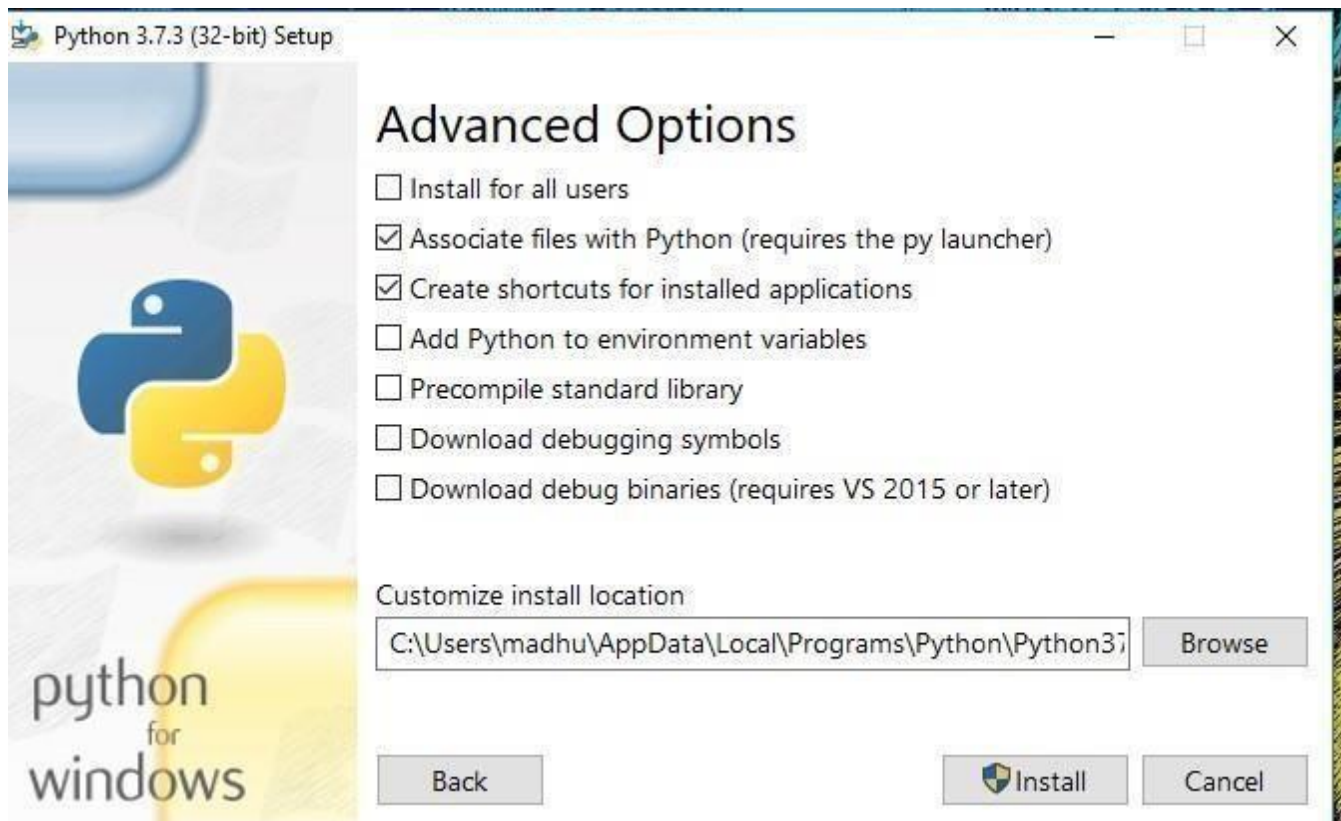 Python 3.7.3 (32-bit) Setup
Advanced Options
Install for all users
Associate files with Python (requires the py launcher)
Create shortcuts for installed applications
Add Python to environment variables
Precompile standard library
Download debugging symbols
Download debug binaries (requires VS 2015 or later)
Customize install location
C:\Users\madhu\AppData\Local\Programs\Python\Python37
Browse
python
for
windows
Back
Install
Cancel